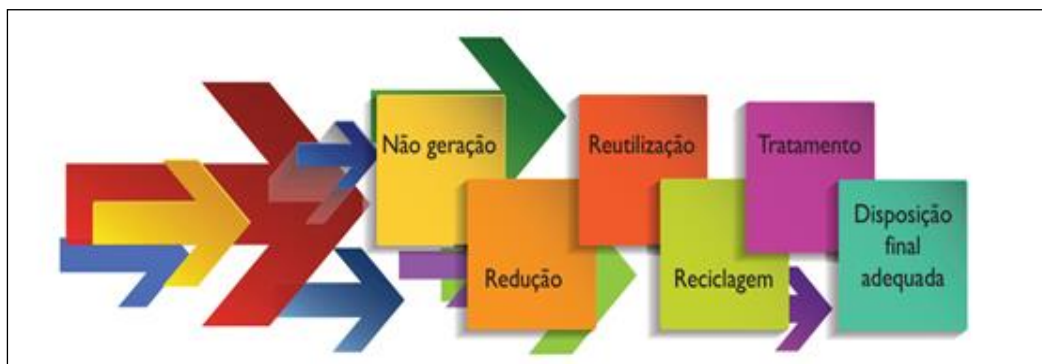 Não geração
Redução
Reutilização
Reciclagem
Tratamento
Disposição
final
adequada